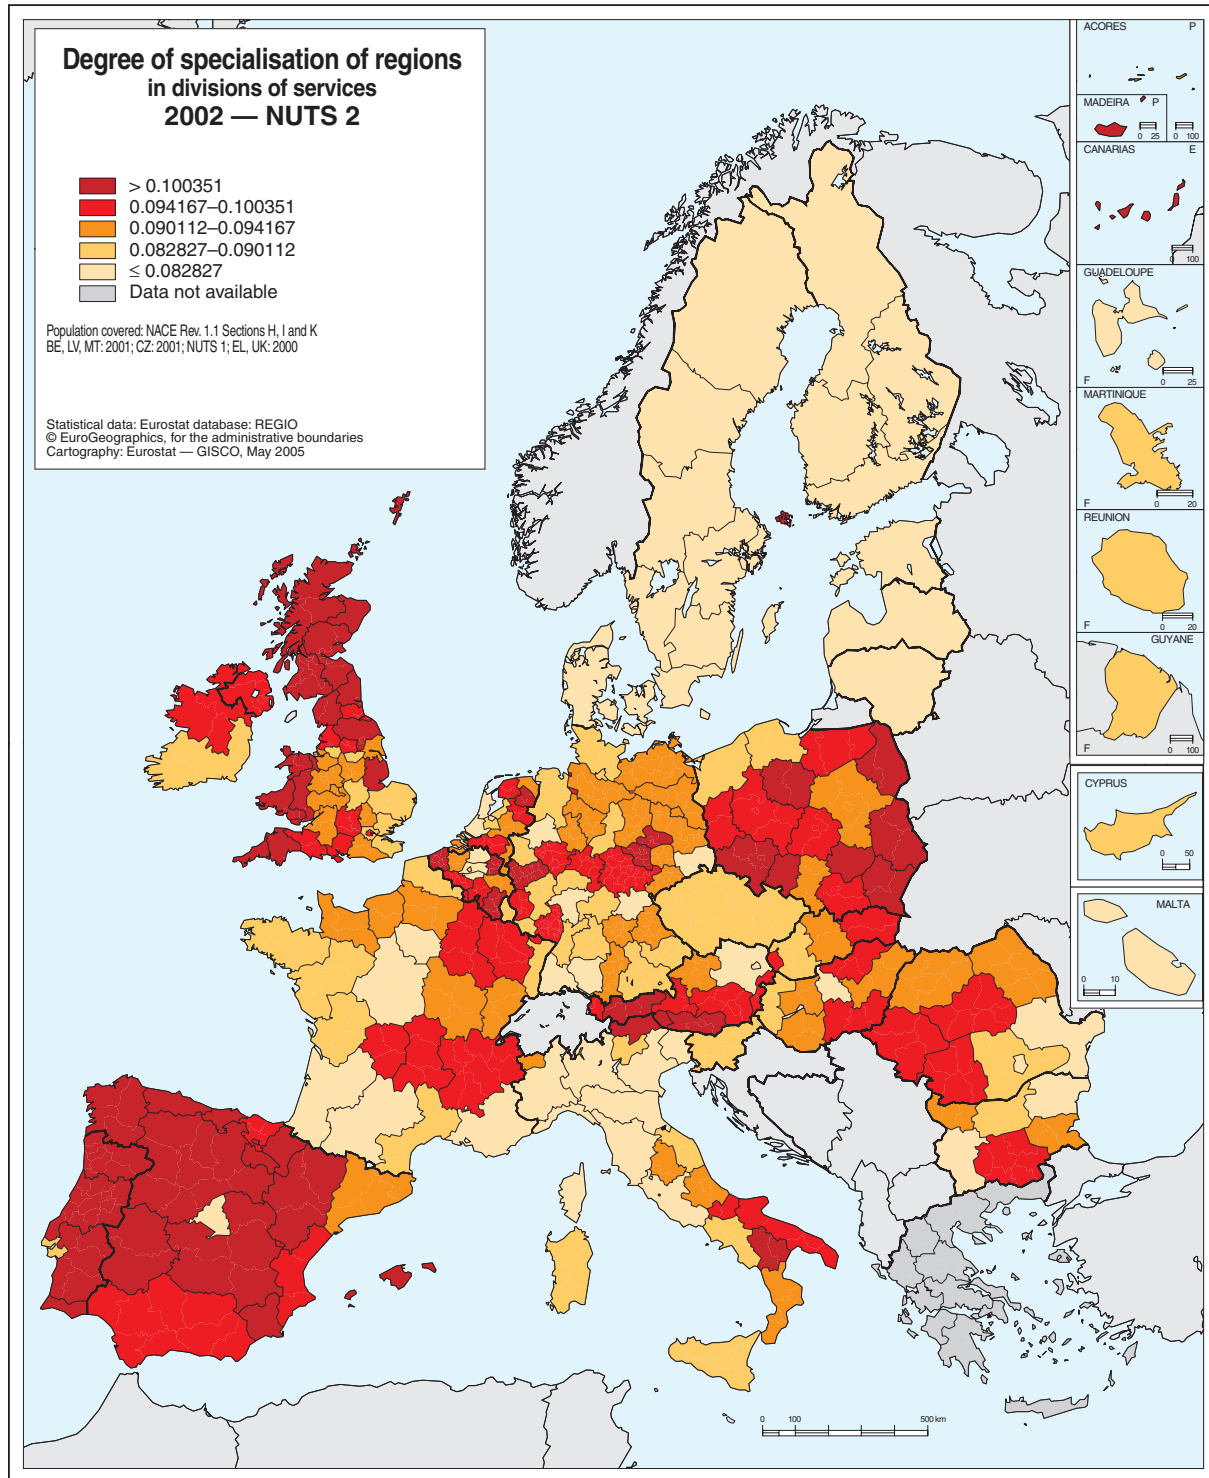 Degree of specialisation of regions
in divisions of services
2002 — NUTS 2
> 0.100351
0.094167–0.100351
0.090112–0.094167
0.082827–0.090112
≤ 0.082827
Data not available
Population covered: NACE Rev. 1.1 Sections H, I and K
BE, LV, MT: 2001; CZ: 2001; NUTS 1; EL, UK: 2000
Statistical data: Eurostat database: REGIO
© EuroGeographics, for the administrative boundaries
Cartography: Eurostat — GISCO, May 2005
ACORES P
MADEIRA P
0 25 0 100
CANARIAS E
0 100
GUADELOUPE
F 0 25
MARTINIQUE
F 0 20
REUNION
F 0 20
GUYANE
F 0 100
CYPRUS
0 50
MALTA
0 10
0 100 500 km